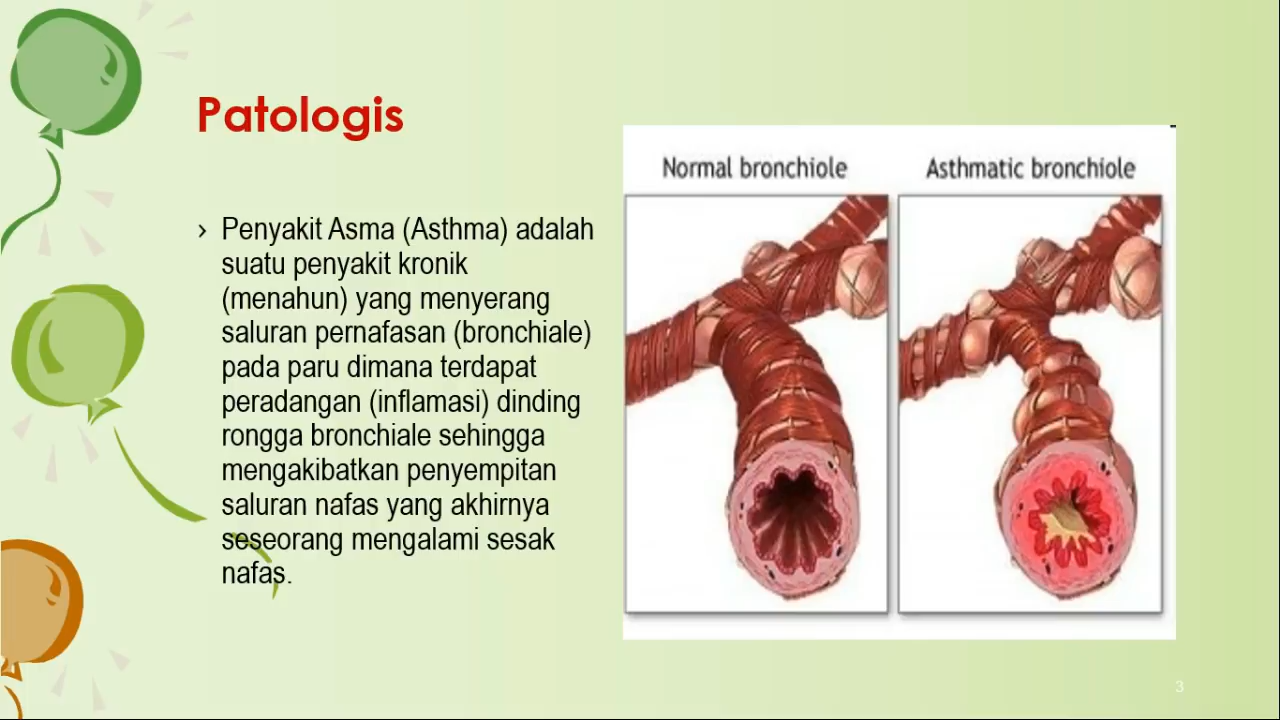 Patologis
› Penyakit Asma (Asthma) adalah
suatu penyakit kronik
(menahun) yang menyerang
saluran pernafasan (bronchiale)
pada paru dimana terdapat
peradangan (inflamasi) dinding
rongga bronchiale sehingga
mengakibatkan penyempitan
saluran nafas yang akhirnya
seseorang mengalami sesak
nafas.
Normal bronchiole
Asthmatic bronchiole
3